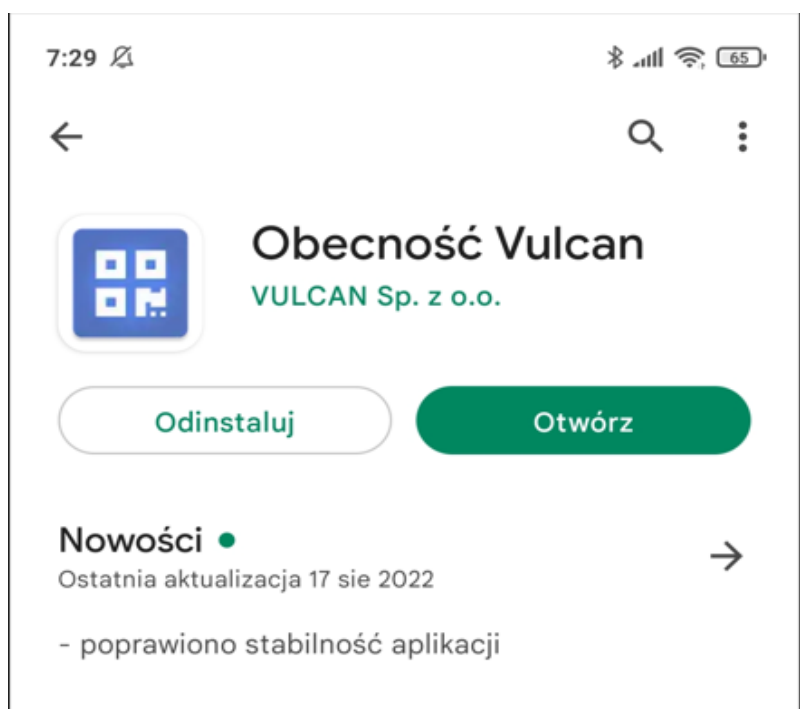 7:29
65
Obecność Vulcan
VULCAN Sp. z o.o.
Odinstaluj
Otwórz
Nowości
Ostatnia aktualizacja 17 sie 2022
- poprawiono stabilność aplikacji